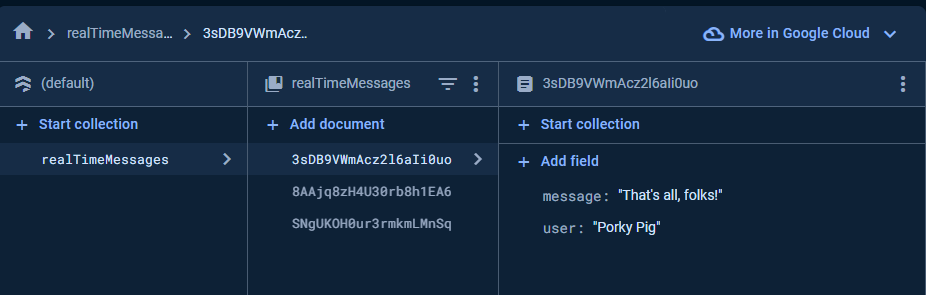 realTimeMessa... 3sDB9VWmAcz.. More in Google Cloud
(default) realTimeMessages 3sDB9VWmAcz2l6aIi0uo
+ Start collection + Add document + Start collection
realTimeMessages 3sDB9VWmAcz2l6aIi0uo + Add field
8AAjq8zH4U30rb8h1EA6 message: "That's all, folks!"
SNgUKOH0ur3rmkmLMnSq user: "Porky Pig"